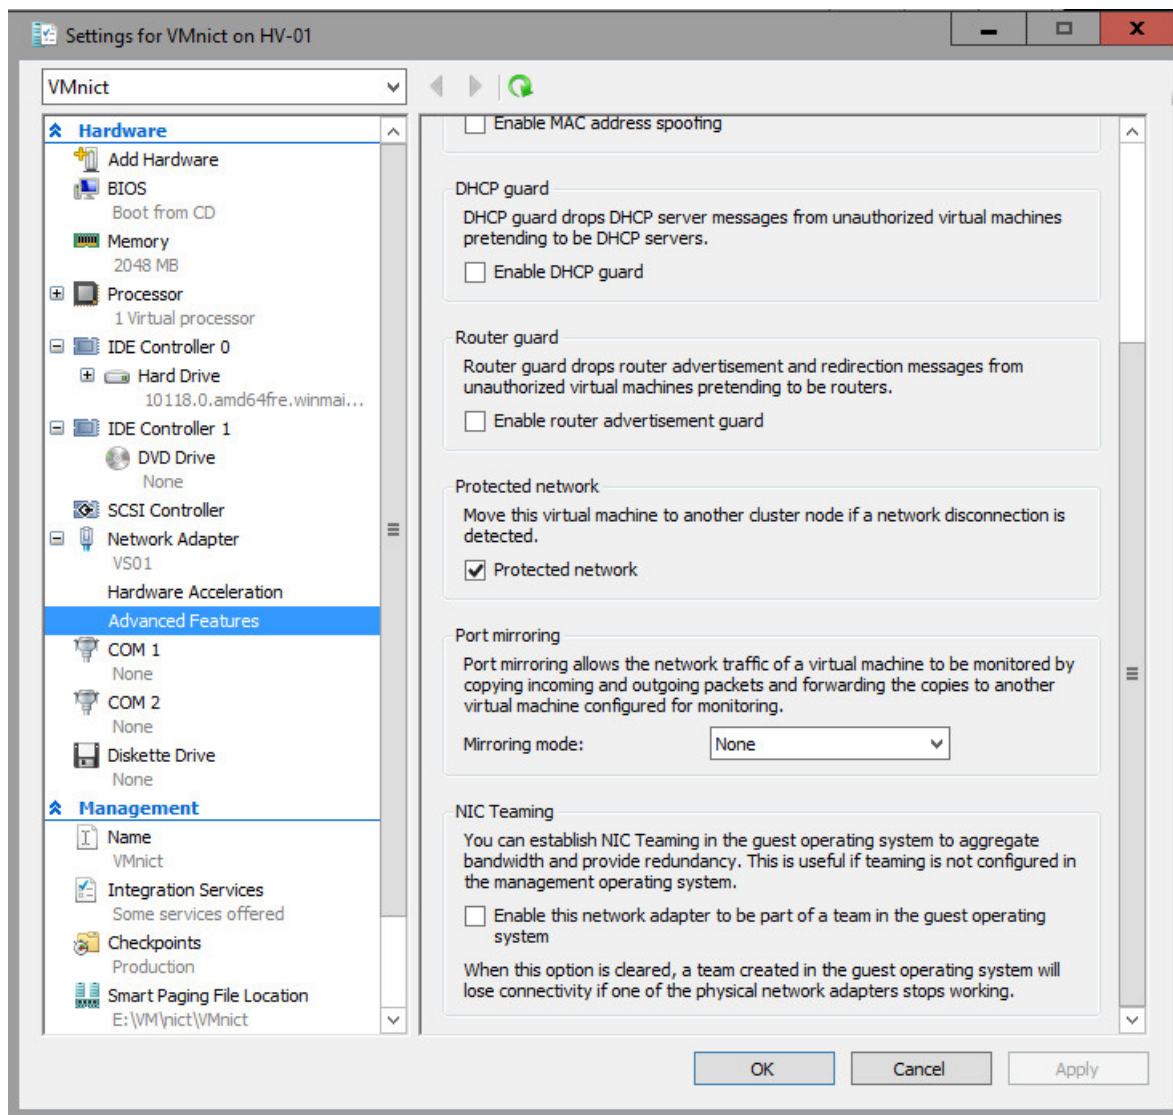 Settings for VMnict on HV-01
VMnict
Hardware
Add Hardware
BIOS
Boot from CD
Memory
2048 MB
Processor
1 Virtual processor
IDE Controller 0
Hard Drive
10118.0.amd64fre.winmai...
IDE Controller 1
DVD Drive
None
SCSI Controller
Network Adapter
VS01
Hardware Acceleration
Advanced Features
COM 1
None
COM 2
None
Diskette Drive
None
Management
Name
VMnict
Integration Services
Some services offered
Checkpoints
Production
Smart Paging File Location
E:\VM\nict\VMnict
Enable MAC address spoofing
DHCP guard
DHCP guard drops DHCP server messages from unauthorized virtual machines
pretending to be DHCP servers.
Enable DHCP guard
Router guard
Router guard drops router advertisement and redirection messages from
unauthorized virtual machines pretending to be routers.
Enable router advertisement guard
Protected network
Move this virtual machine to another cluster node if a network disconnection is
detected.
Protected network
Port mirroring
Port mirroring allows the network traffic of a virtual machine to be monitored by
copying incoming and outgoing packets and forwarding the copies to another
virtual machine configured for monitoring.
Mirroring mode: None
NIC Teaming
You can establish NIC Teaming in the guest operating system to aggregate
bandwidth and provide redundancy. This is useful if teaming is not configured in
the management operating system.
Enable this network adapter to be part of a team in the guest operating
system
When this option is cleared, a team created in the guest operating system will
lose connectivity if one of the physical network adapters stops working.
OK Cancel Apply